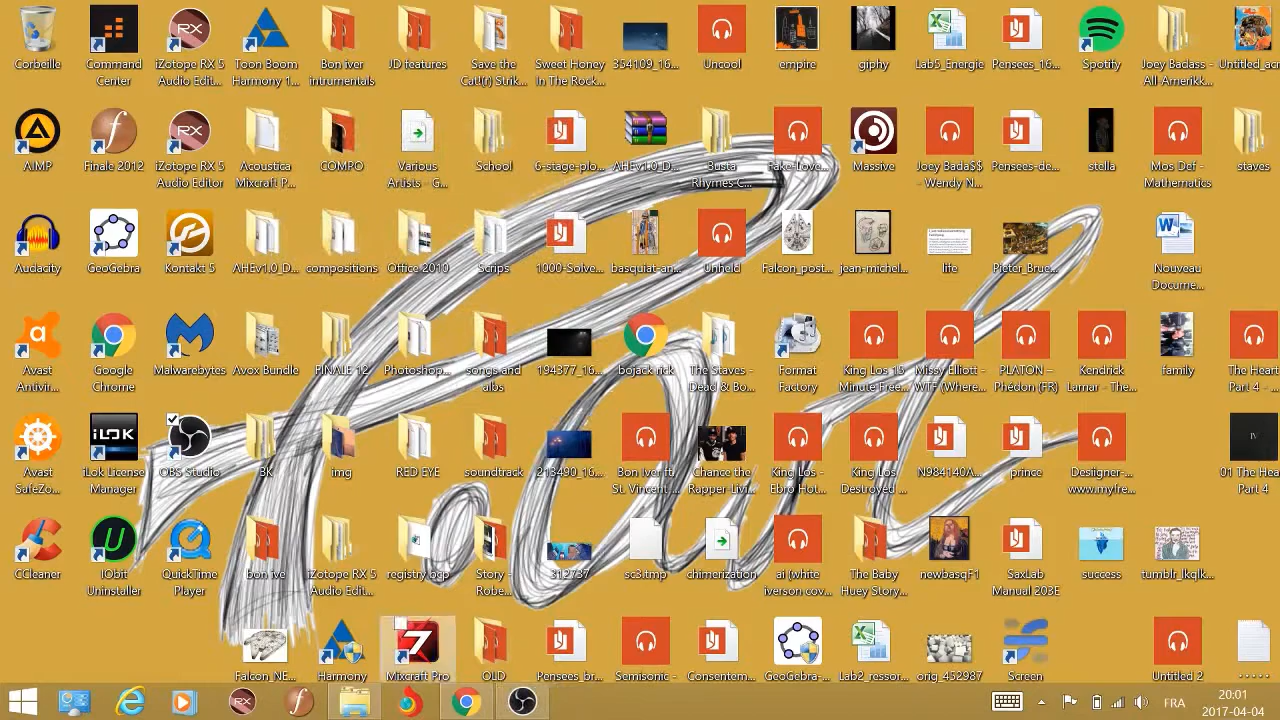 Corbeille
Command
Center
iZotope RX 5
Audio Edit...
Toon Boom
Harmony 1...
Bon iver
intrumentals
JD features
Save the
Cat!(r) Strik...
Sweet Honey
In The Rock...
354109_16...
Uncool
empire
giphy
Lab5_Energie
Pensees_16...
Spotify
Joey Badass -
All-Amerikk...
AIMP
Finale 2012
iZotope RX 5
Audio Editor
Acoustica
Mixcraft P...
COMPO
Various
Artists - G...
School
6-stage-plo...
AHEv1.0_D...
Busta
Rhymes-C...
Fake-Love...
Massive
Joey Bada$$
- Wendy N...
Pensees-de...
stella
Mos Def -
Mathematics
staves
Audacity
GeoGebra
Kontakt 5
AHEv1.0_D...
compositions
Office 2010
Scrips
1000-Solve...
basquiat-an...
Unheld
Falcon_post...
jean-michel...
life
Pieter_Brue...
Nouveau
Docume...
Avast
Antivir...
Google
Chrome
Malwarebytes
Avox Bundle
FINALE 12
Photoshop...
songs and
albs
194377_16...
bojack rick
The Staves -
Dead & Bo...
Format
Factory
King Los 15
Minute Free...
Missy Elliott -
WTF (Where...
PLATON –
Phédon (FR)
Kendrick
Lamar - The...
family
The Heart
Part 4 -
Avast
SafeZo...
iLOK
iLok License
Manager
OBS Studio
BK
img
RED EYE
soundtrack
213490_16...
Bon Iver ft
St. Vincent ...
Chance the
Rapper Livi...
King Los -
Ebro Hot...
King Los
Destroyed ...
N984140A...
prince
Desiigner-...
www.myfre...
IV
01 The Hea
Part 4
CCleaner
IObit
Uninstaller
QuickTime
Player
bon ive
iZotope RX 5
Audio Edit...
registry bcp
Story -
Robe...
312737
sc3.tmp
chimerization
ai (white
iverson cov...
The Baby
Huey Story...
newbasqF1
SaxLab
Manual 203E
success
tumblr_lkqlk...
Falcon_NE...
Harmony
Mixcraft Pro
OLD
Pensees_br...
Semisonic -
Consentem...
GeoGebra-...
Lab2_ressor...
orig_432987
Screen
Untitled 2
FRA
20:01
2017-04-04